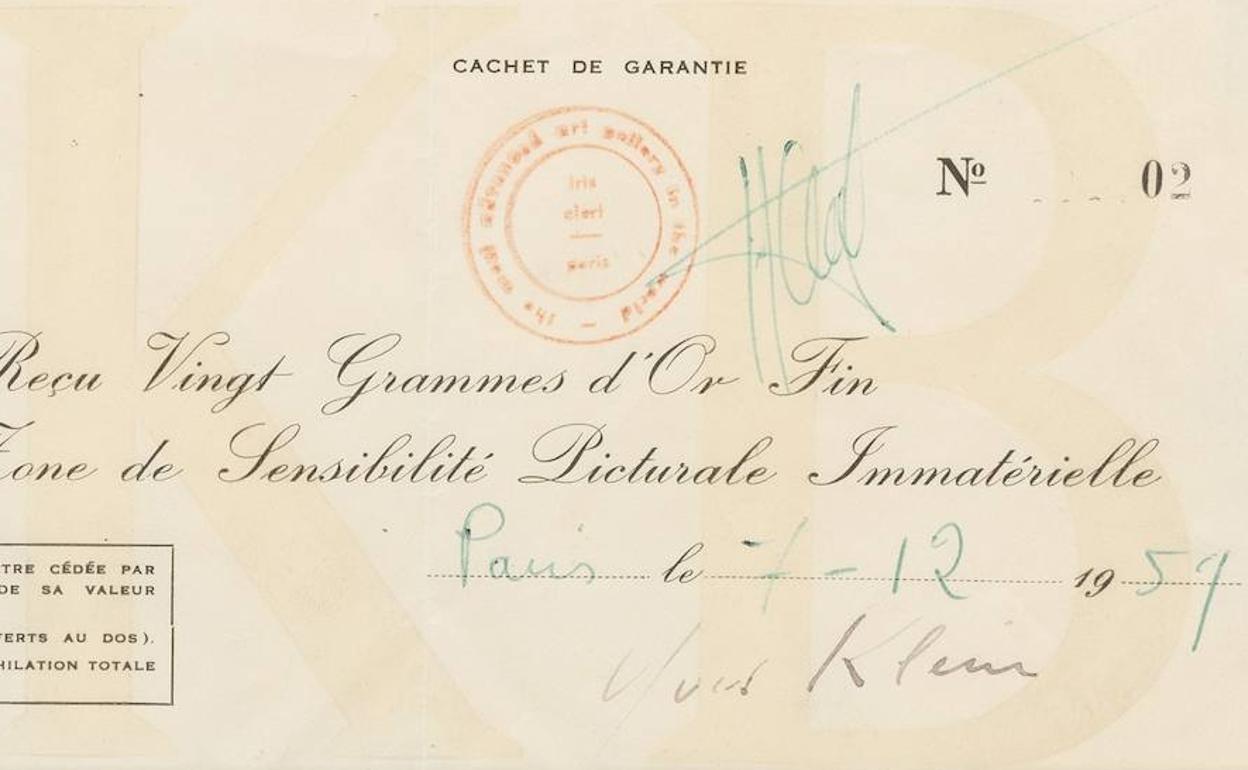 CACHET DE GARANTIE
the most advanced art gallery in the world –
iris
clert
paris
Nº 02
Reçu Vingt Grammes d'Or Fin
Zone de Sensibilité Picturale Immatérielle
Paris le 7-12 1959
Yves Klein
TRE CÉDÉE PAR
DE SA VALEUR
FERTS AU DOS).
HILATION TOTALE